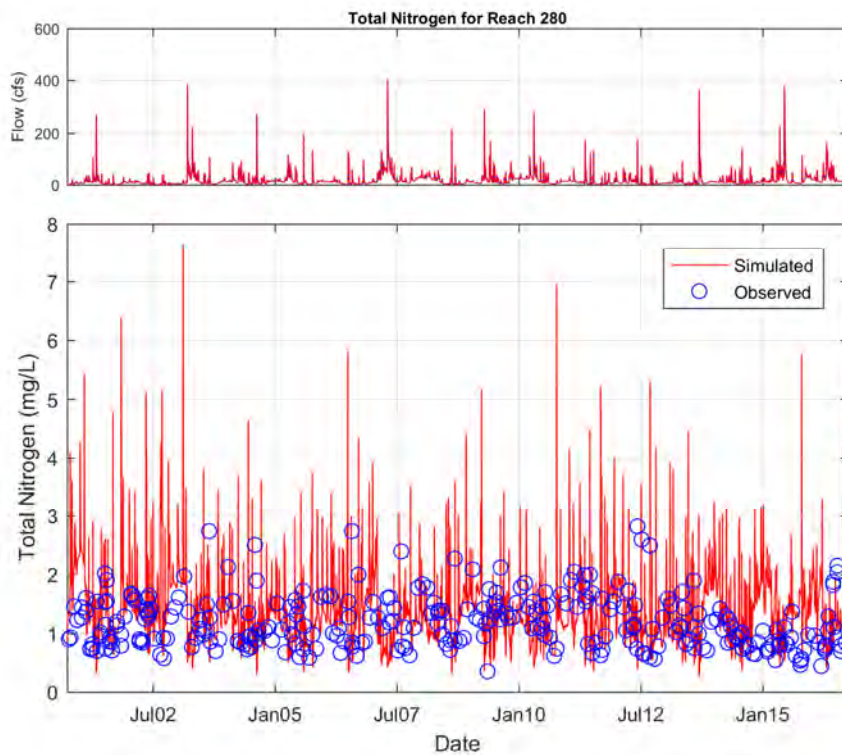 Total Nitrogen for Reach 280
600
400
200
0
Flow (cfs)
8
7
6
5
4
3
2
1
0
Total Nitrogen (mg/L)
Simulated
Observed
Jul02 Jan05 Jul07 Jan10 Jul12 Jan15
Date